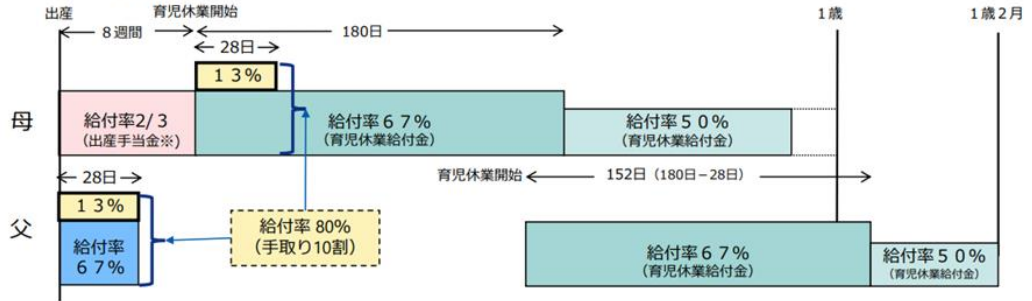 出産
育児休業開始
1歳
1歳2月
8週間
180日
28日
13%
母
給付率2/3
(出産手当金※)
給付率67%
(育児休業給付金)
給付率50%
(育児休業給付金)
28日
育児休業開始
152日(180日-28日)
13%
父
給付率
67%
給付率80%
(手取り10割)
給付率67%
(育児休業給付金)
給付率50%
(育児休業給付金)